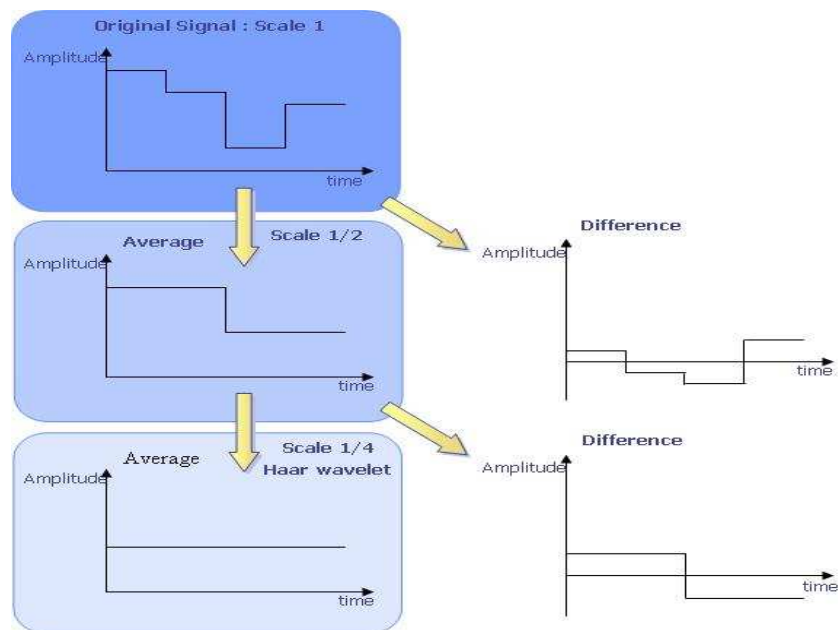 Original Signal : Scale 1
Amplitude
time
Average
Scale 1/2
Amplitude
time
Difference
Amplitude
time.
Average
Scale 1/4
Haar wavelet
Amplitude
time
Difference
Amplitude
time